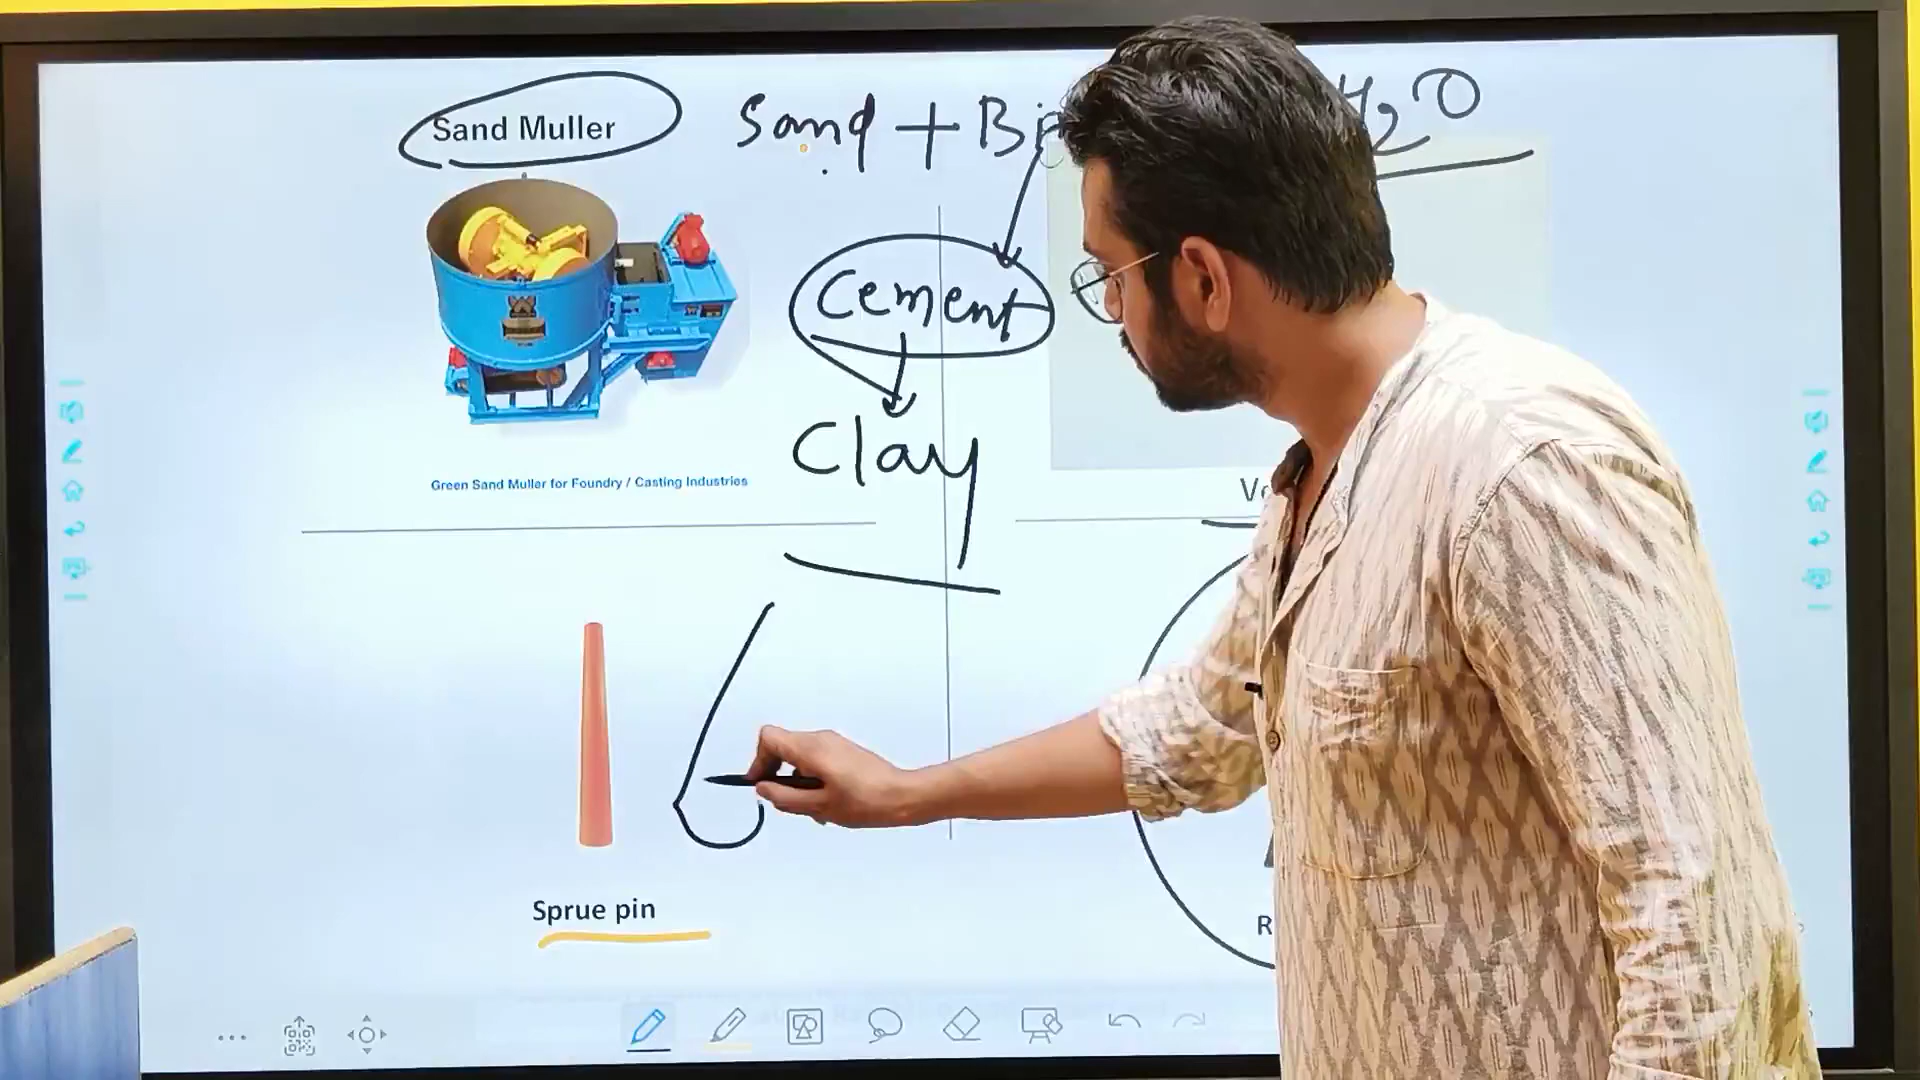 Sand Muller
Sand + Bi H2O
Cement
Clay
Green Sand Muller for Foundry / Casting Industries
Sprue pin